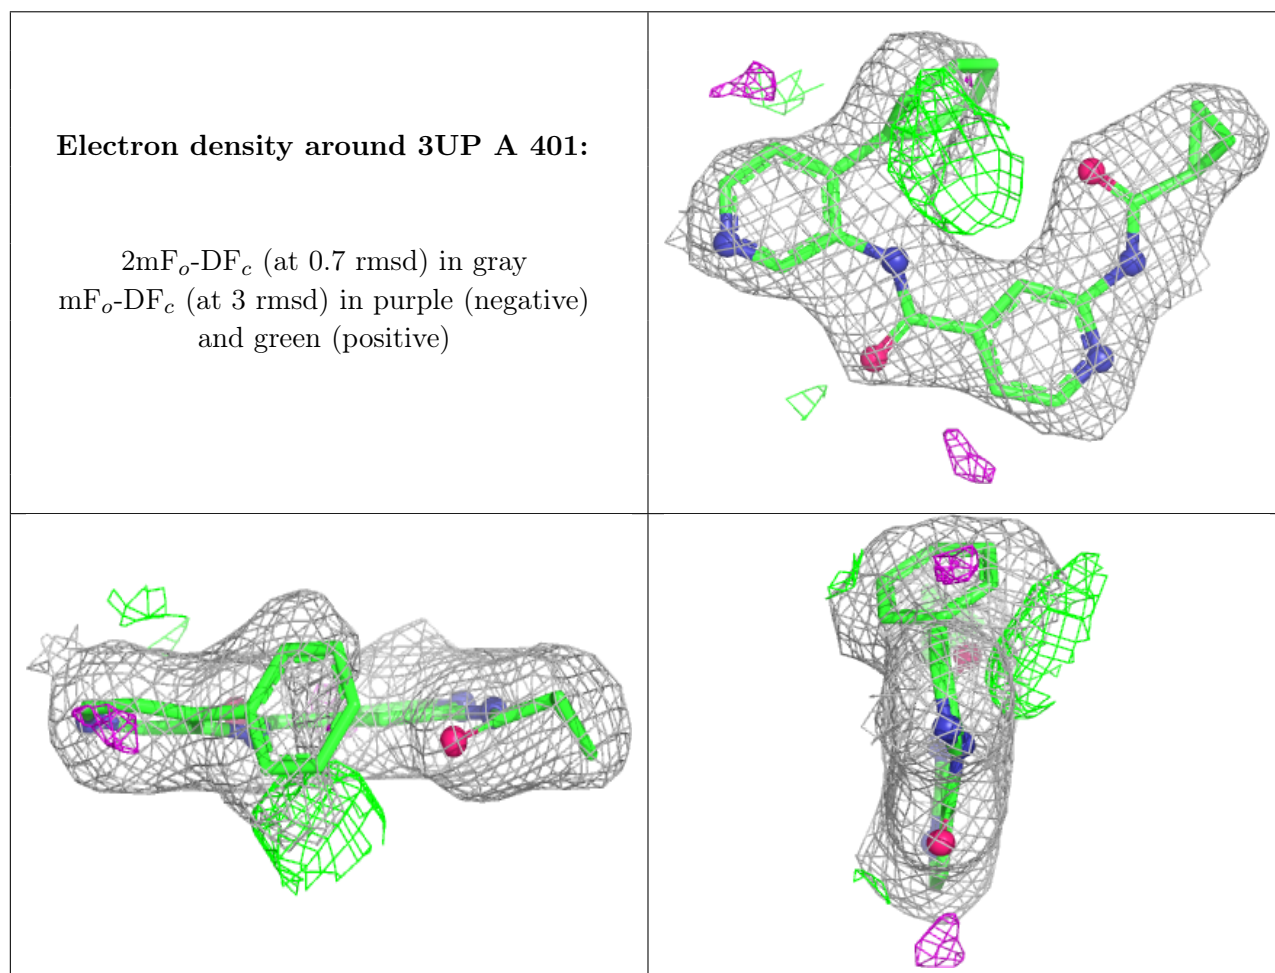 Electron density around 3UP A 401:
2mFo-DFc (at 0.7 rmsd) in gray
mFo-DFc (at 3 rmsd) in purple (negative)
and green (positive)